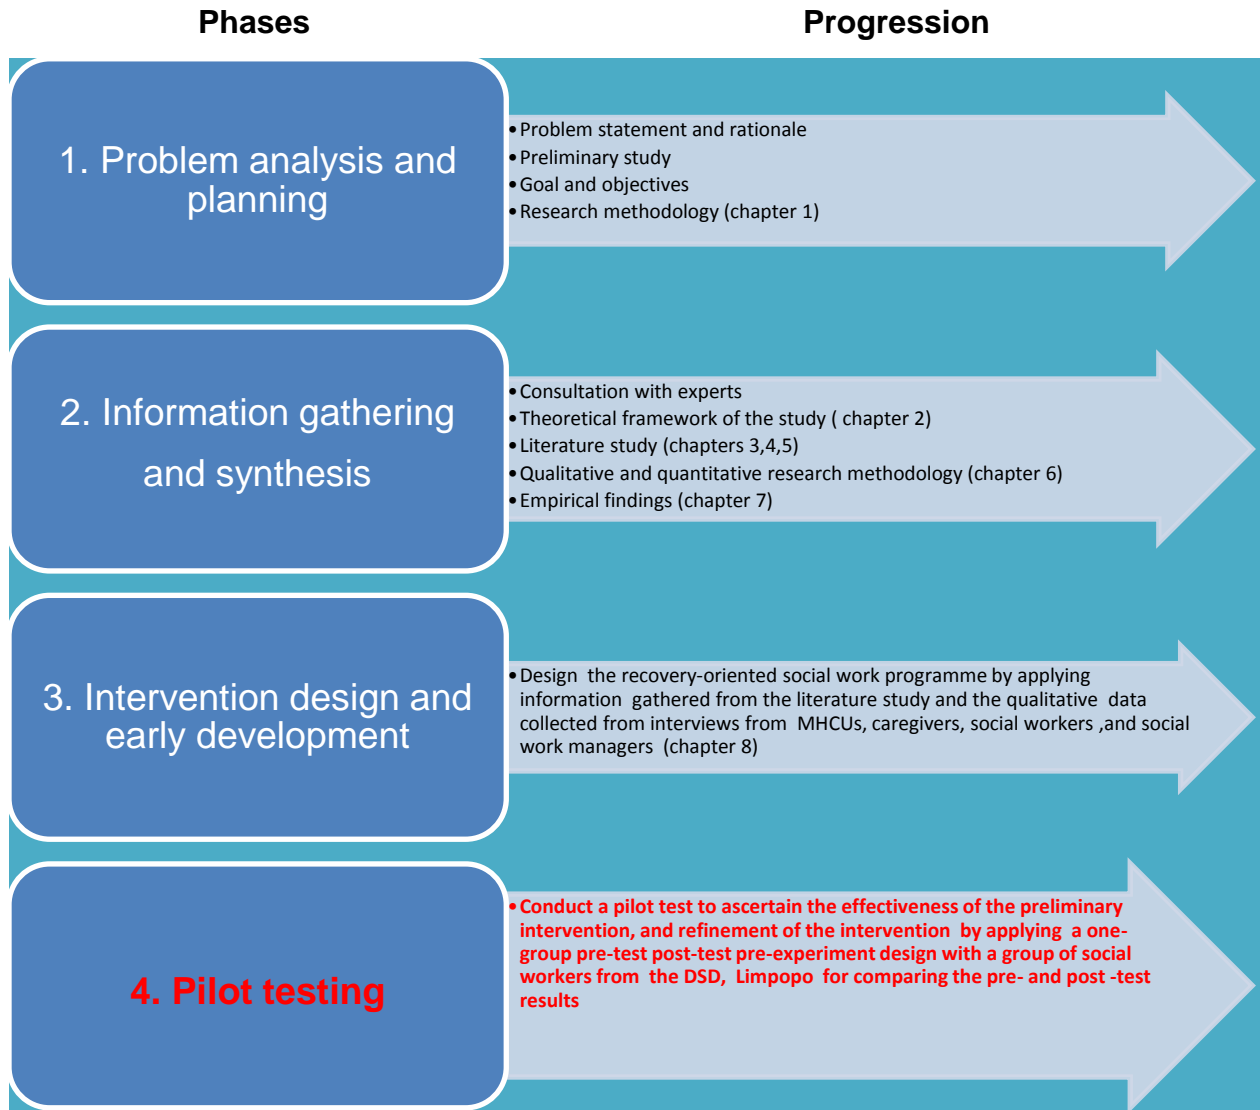 Phases
Progression
1. Problem analysis and
planning
•Problem statement and rationale
•Preliminary study
•Goal and objectives
•Research methodology (chapter 1)
2. Information gathering
and synthesis
•Consultation with experts
•Theoretical framework of the study ( chapter 2)
•Literature study (chapters 3,4,5)
•Qualitative and quantitative research methodology (chapter 6)
•Empirical findings (chapter 7)
3. Intervention design and
early development
•Design the recovery-oriented social work programme by applying
information gathered from the literature study and the qualitative data
collected from interviews from MHCUs, caregivers, social workers ,and social
work managers (chapter 8)
4. Pilot testing
•Conduct a pilot test to ascertain the effectiveness of the preliminary
intervention, and refinement of the intervention by applying a one-
group pre-test post-test pre-experiment design with a group of social
workers from the DSD, Limpopo for comparing the pre- and post -test
results